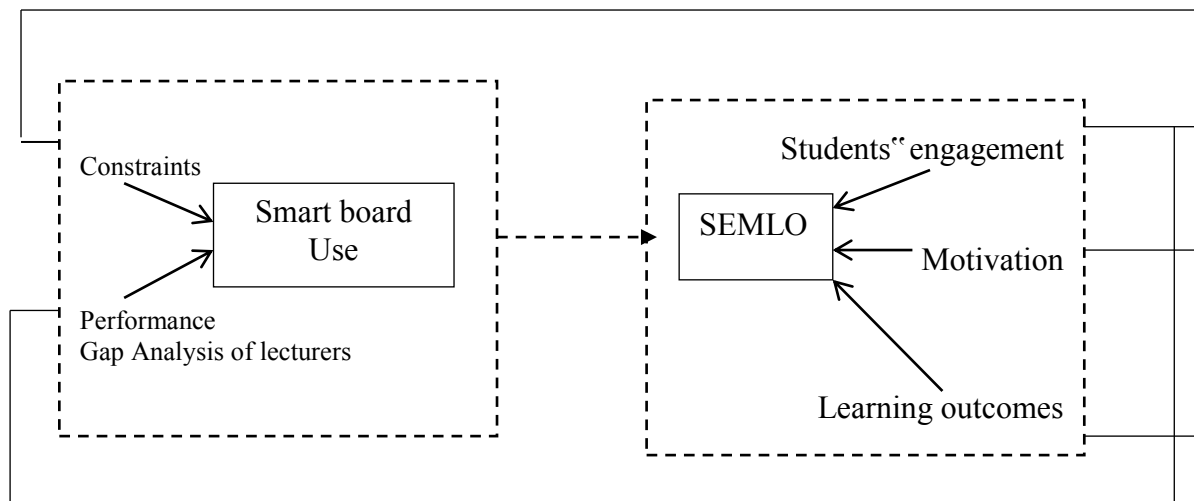 Constraints
Smart board
Use
Performance
Gap Analysis of lecturers
Students‟ engagement
SEMLO
Motivation
Learning outcomes